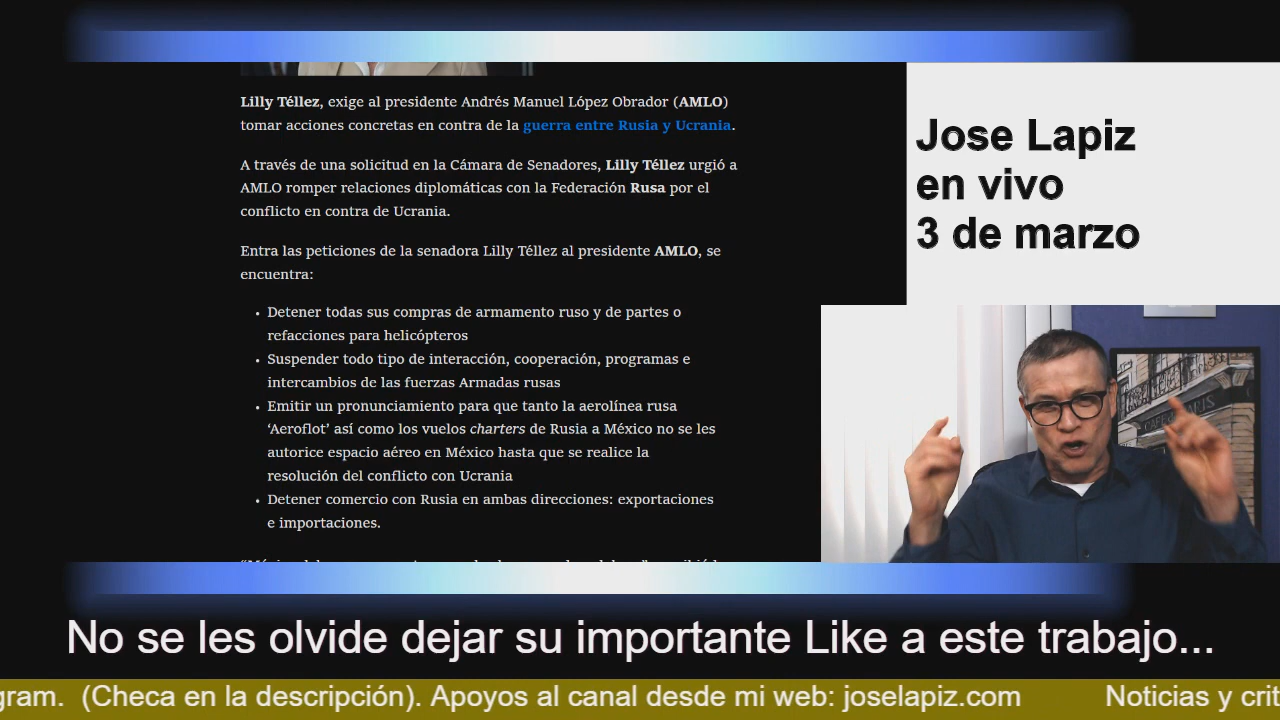 Lilly Téllez, exige al presidente Andrés Manuel López Obrador (AMLO)
tomar acciones concretas en contra de la guerra entre Rusia y Ucrania.
A través de una solicitud en la Cámara de Senadores, Lilly Téllez urgió a
AMLO romper relaciones diplomáticas con la Federación Rusa por el
conflicto en contra de Ucrania.
Entra las peticiones de la senadora Lilly Téllez al presidente AMLO, se
encuentra:
• Detener todas sus compras de armamento ruso y de partes o
refacciones para helicópteros
• Suspender todo tipo de interacción, cooperación, programas e
intercambios de las fuerzas Armadas rusas
• Emitir un pronunciamiento para que tanto la aerolínea rusa
‘Aeroflot’ así como los vuelos charters de Rusia a México no se les
autorice espacio aéreo en México hasta que se realice la
resolución del conflicto con Ucrania
• Detener comercio con Rusia en ambas direcciones: exportaciones
e importaciones.
Jose Lapiz
en vivo
3 de marzo
No se les olvide dejar su importante Like a este trabajo...
gram. (Checa en la descripción). Apoyos al canal desde mi web: joselapiz.com Noticias y crit